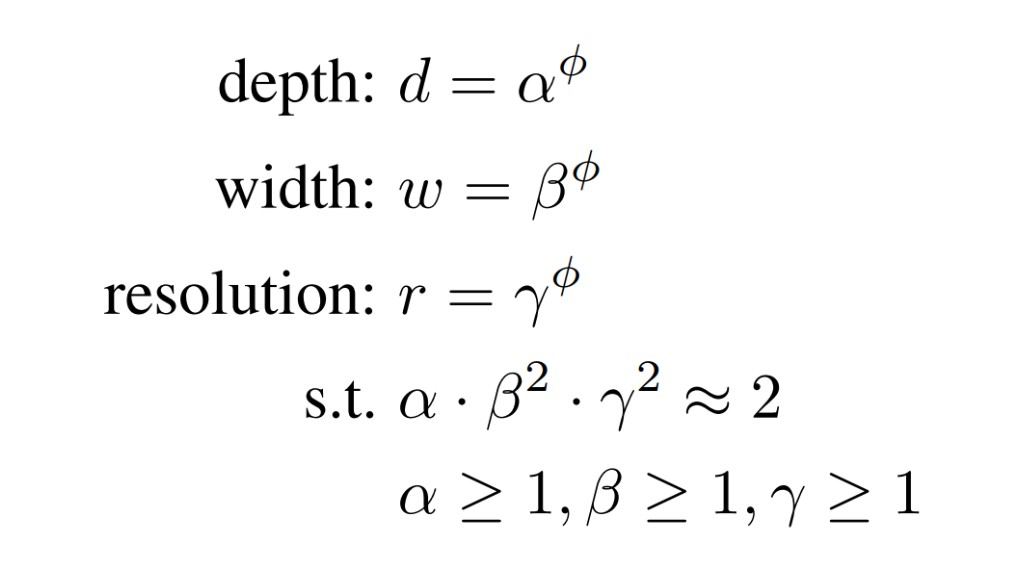 depth: d = α^ϕ
width: w = β^ϕ
resolution: r = γ^ϕ
s.t. α · β² · γ² ≈ 2
α ≥ 1, β ≥ 1, γ ≥ 1